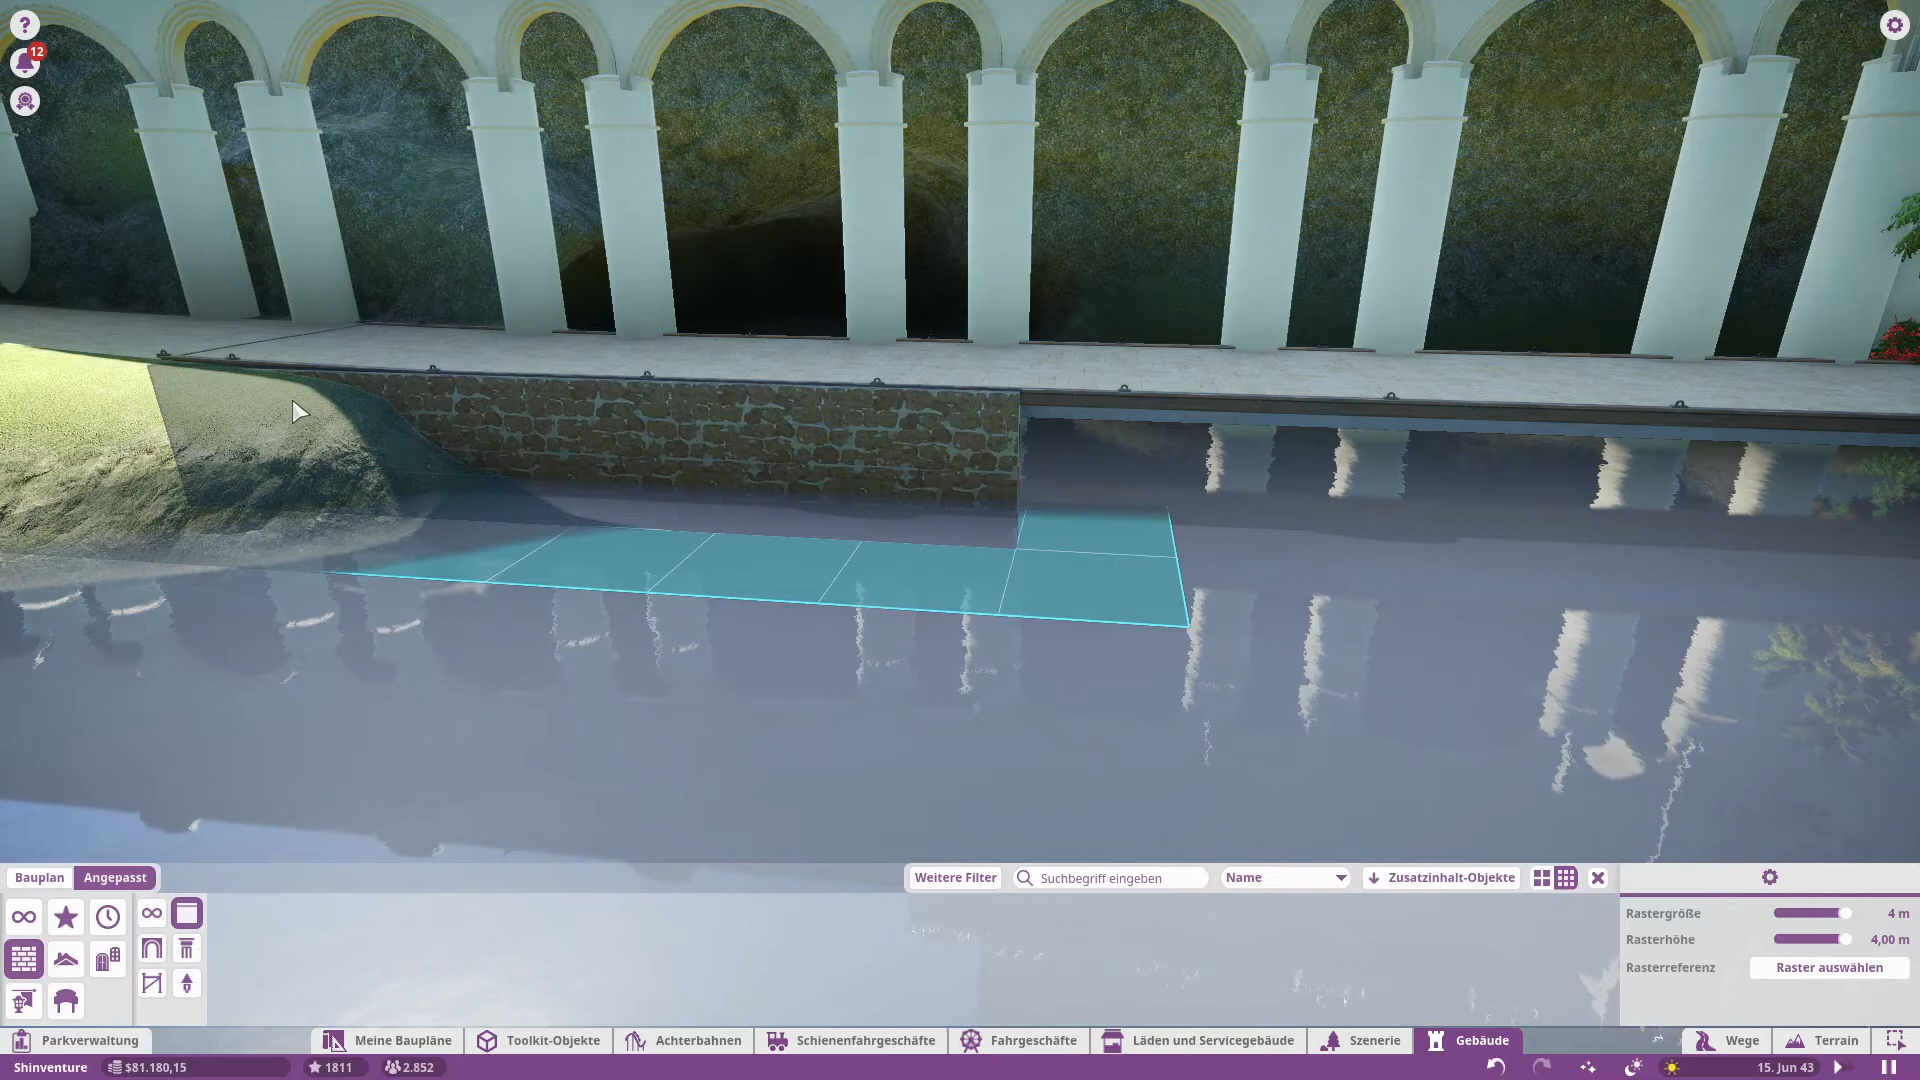 ?
12
Bauplan Angepasst
Weitere Filter Suchbegriff eingeben Name Zusatzinhalt-Objekte
Rastergröße 4 m
Rasterhöhe 4,00 m
Rasterreferenz Raster auswählen
Parkverwaltung Meine Baupläne Toolkit-Objekte Achterbahnen Schienenfahrgeschäfte Fahrgeschäfte Läden und Servicegebäude Szenerie Gebäude Wege Terrain
Shinventure $81.180,15 1811 2.852 15. Jun 43